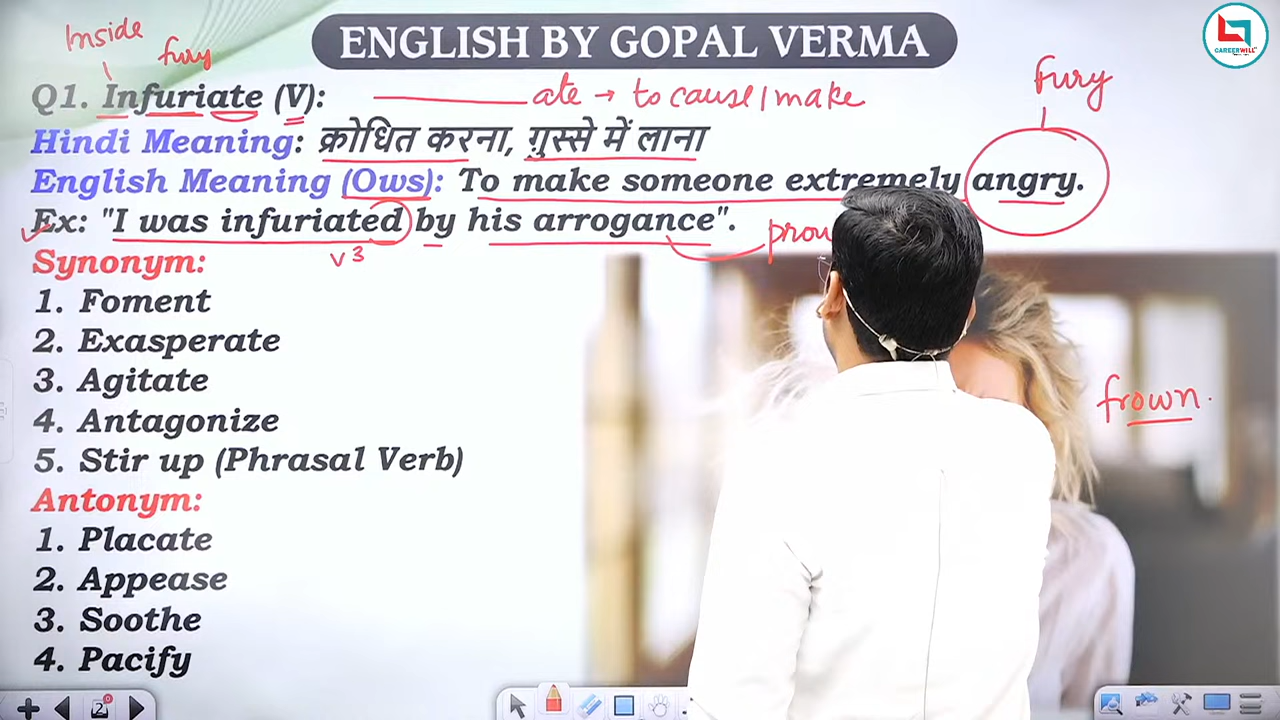 ENGLISH BY GOPAL VERMA
CAREERWILL
Inside
fury
Q1. Infuriate (V):
ate → to cause / make
fury
Hindi Meaning: क्रोधित करना, ग़ुस्से में लाना
English Meaning (Ows): To make someone extremely angry.
Ex: "I was infuriated by his arrogance".
v3
Synonym:
1. Foment
2. Exasperate
3. Agitate
4. Antagonize
frown.
5. Stir up (Phrasal Verb)
Antonym:
1. Placate
2. Appease
3. Soothe
4. Pacify
2